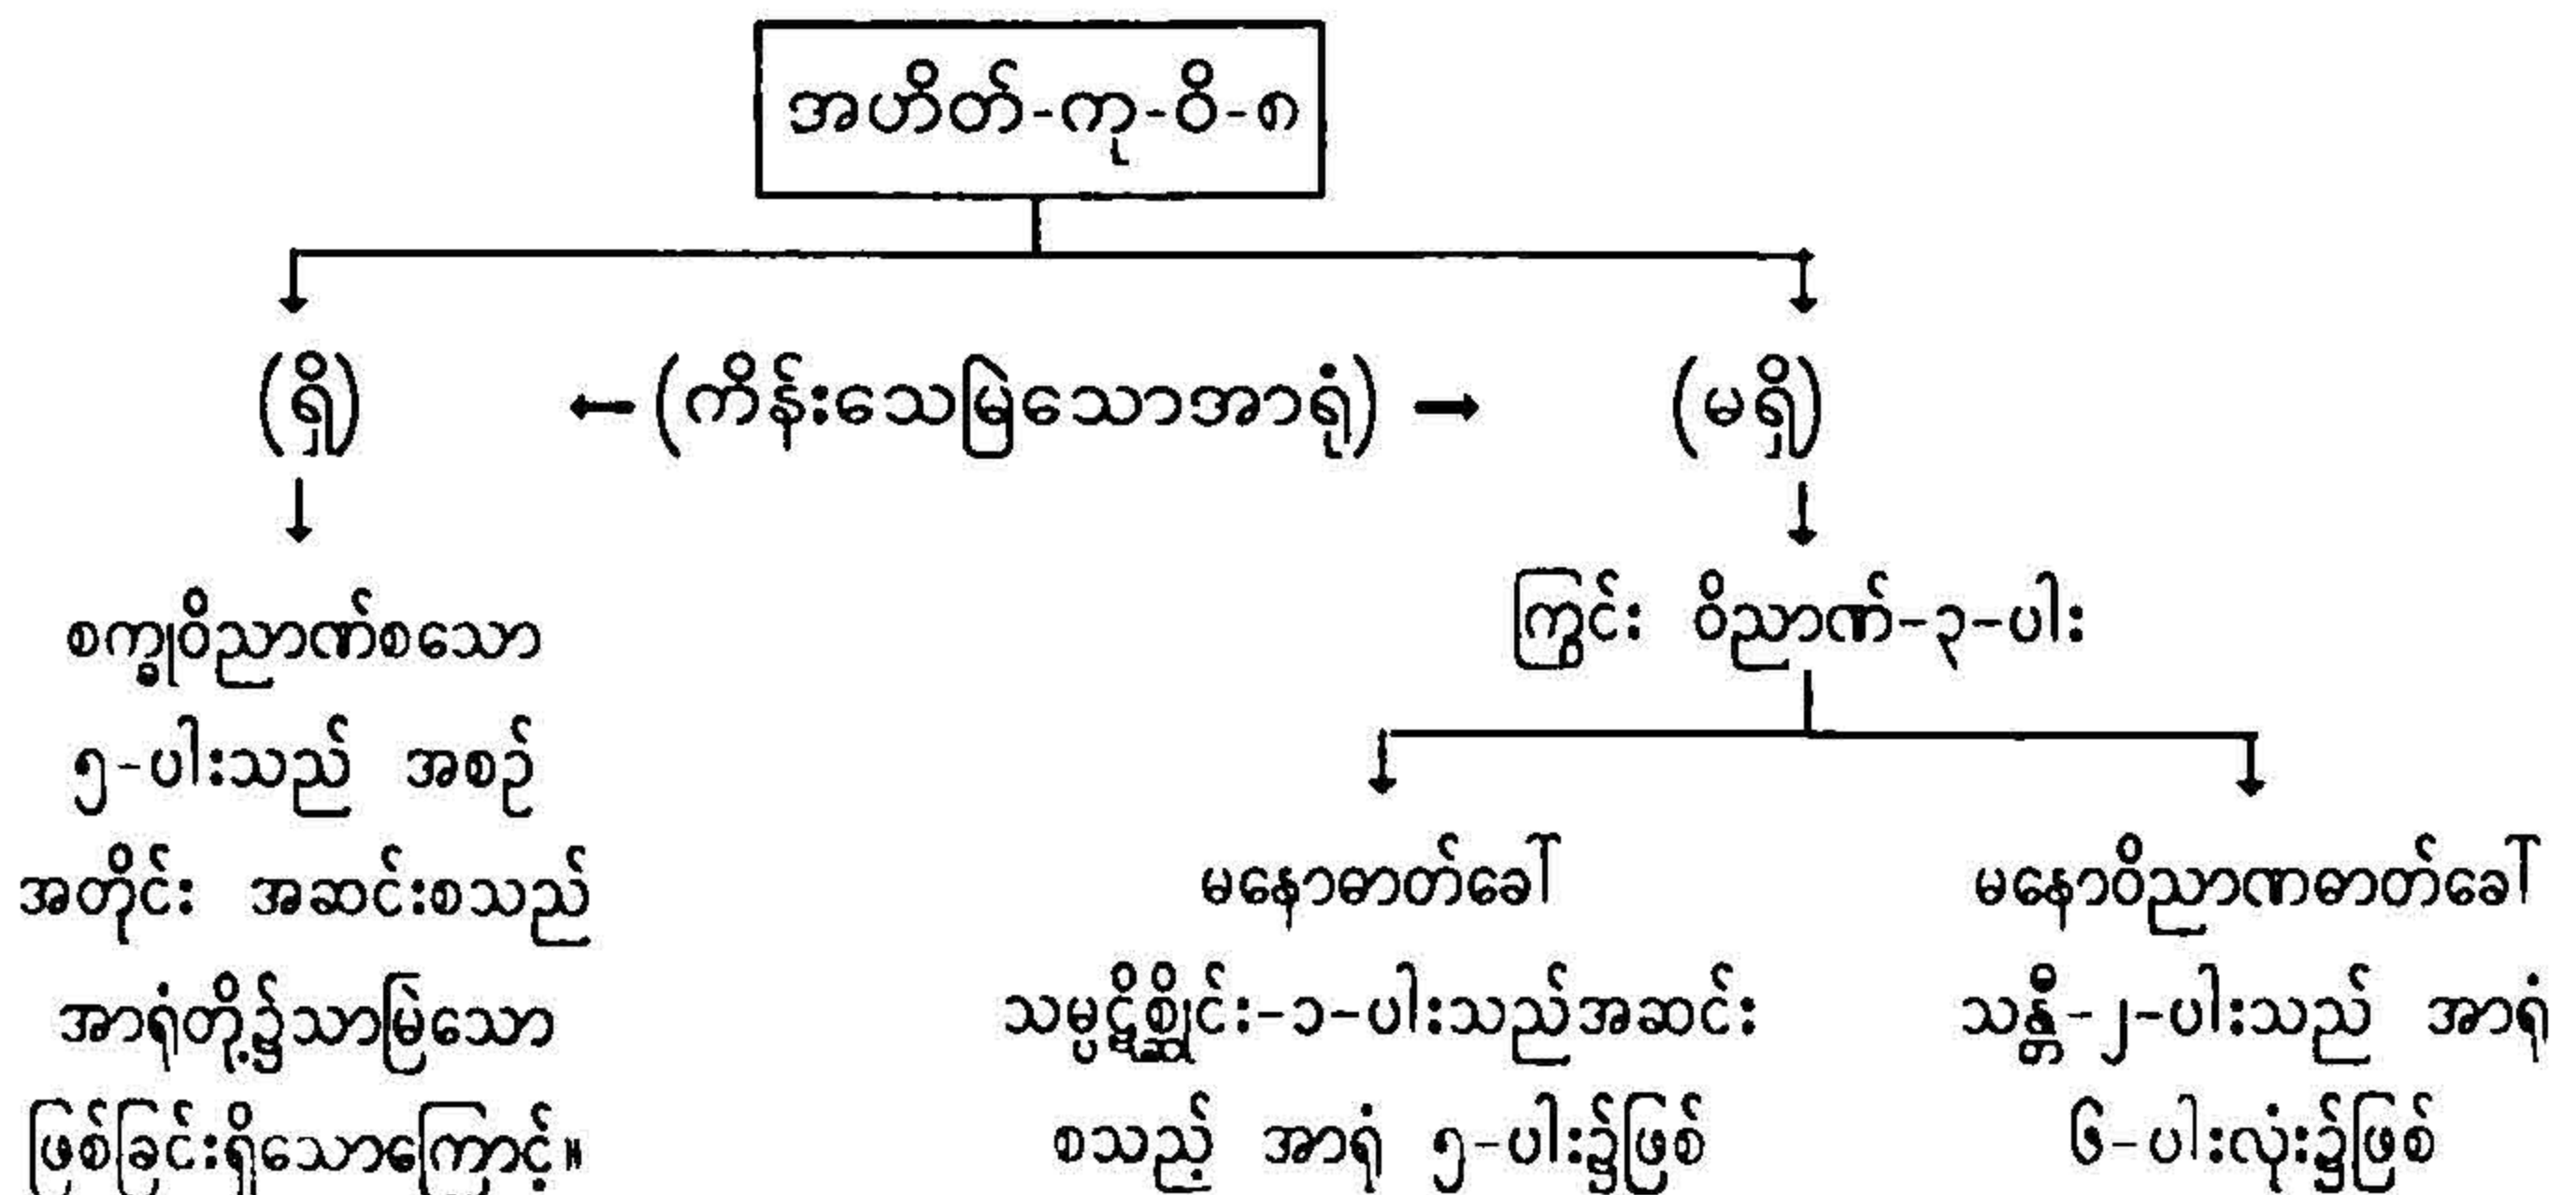 အဟိတ်-ကု-ဝိ-၈
(ရှိ) ← (ကိန်းသေမြဲသောအာရုံ) → (မရှိ)
စက္ခုဝိညာဏ်စသော
၅-ပါးသည် အစဉ်
အတိုင်း အဆင်းစသည်
အာရုံတို့၌သာမြဲသော
ဖြစ်ခြင်းရှိသောကြောင့်။
ကြွင်း ဝိညာဏ်-၃-ပါး
မနောဓာတ်ခေါ်
သမ္ပဋိစ္ဆိုင်း-၁-ပါးသည်အဆင်း
စသည့် အာရုံ ၅-ပါး၌ဖြစ်
မနောဝိညာဏဓာတ်ခေါ်
သန္တီ-၂-ပါးသည် အာရုံ
၆-ပါးလုံး၌ဖြစ်